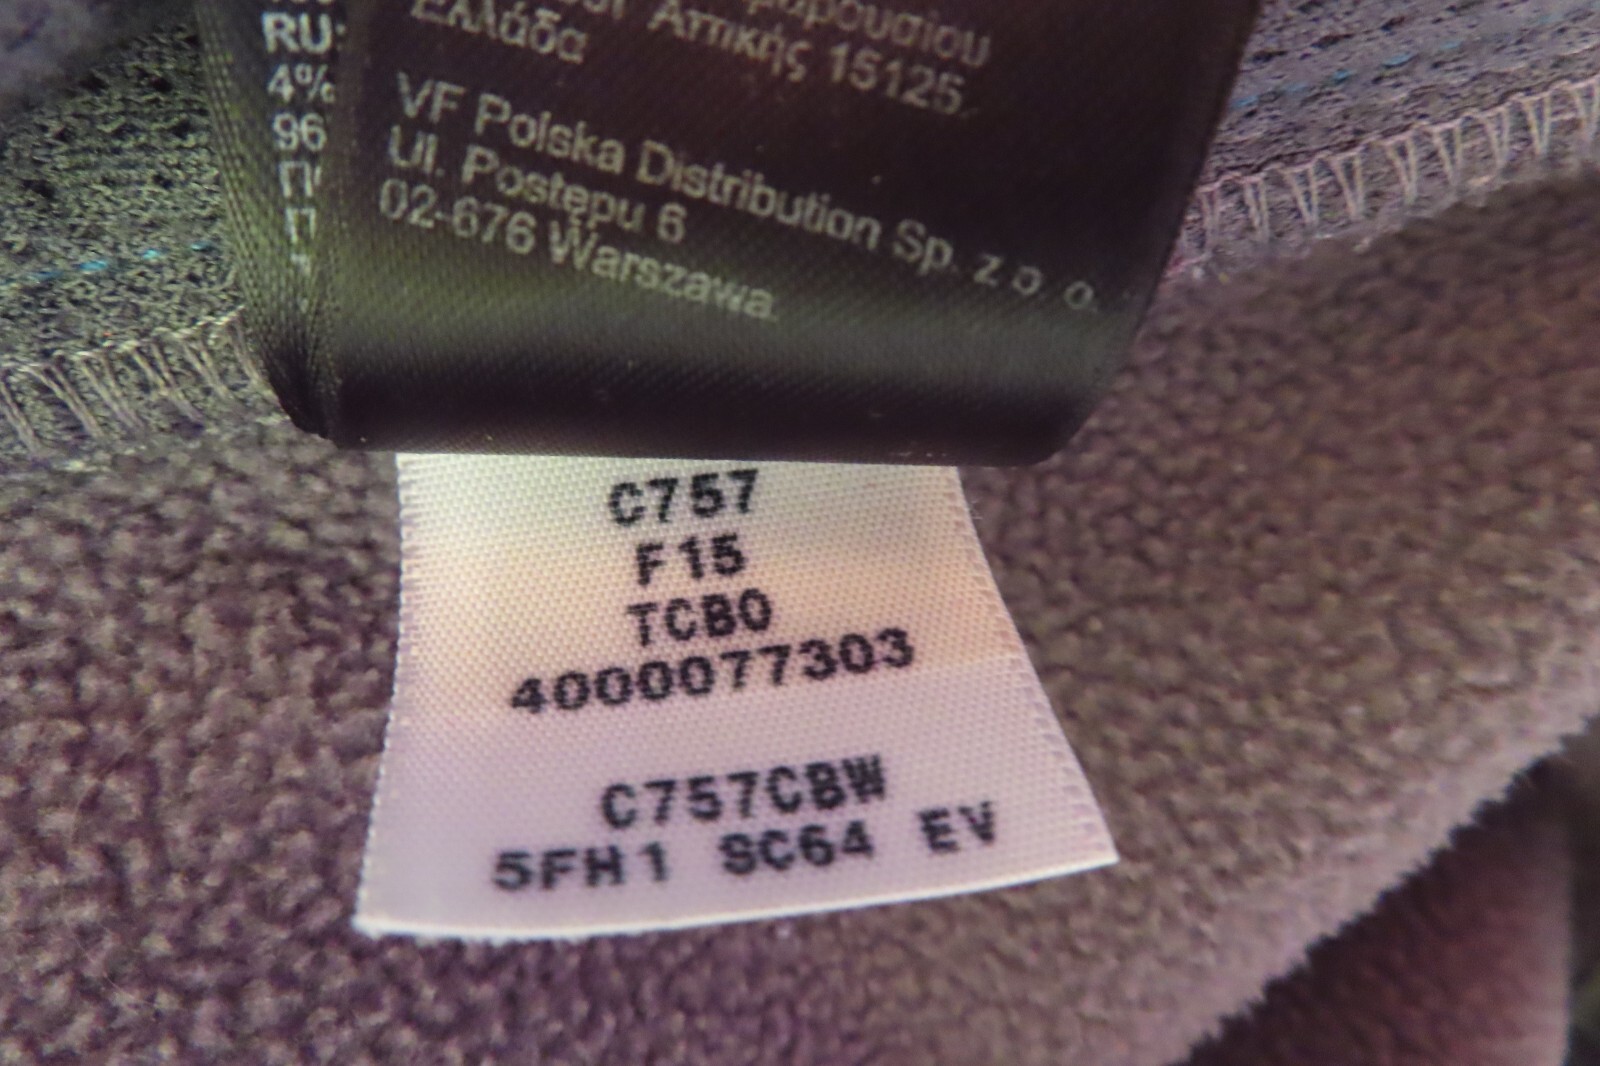 RU:
4%
96
Αττικής 15125
Ελλάδα
VF Polska Distribution Sp. z o. o.
Ul. Postępu 6
02-676 Warszawa
C757
F15
TCBO
4000077303
C757CBW
5FH1 SC64 EV